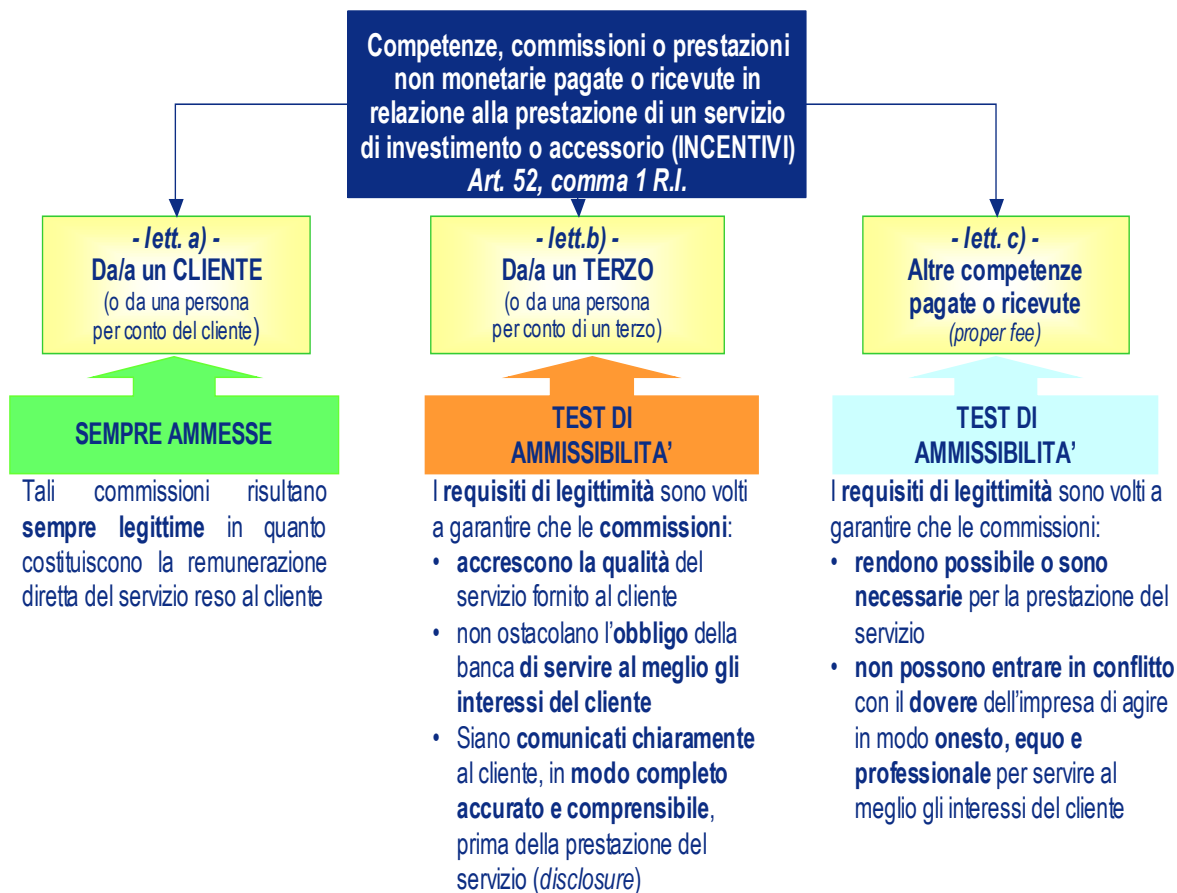 Competenze, commissioni o prestazioni
non monetarie pagate o ricevute in
relazione alla prestazione di un servizio
di investimento o accessorio (INCENTIVI)
Art. 52, comma 1 R.I.
- lett. a) -
Da/a un CLIENTE
(o da una persona
per conto del cliente)
SEMPRE AMMESSE
Tali commissioni risultano
sempre legittime in quanto
costituiscono la remunerazione
diretta del servizio reso al cliente
- lett.b) -
Da/a un TERZO
(o da una persona
per conto di un terzo)
TEST DI
AMMISSIBILITA’
I requisiti di legittimità sono volti
a garantire che le commissioni:
• accrescono la qualità del
servizio fornito al cliente
• non ostacolano l’obbligo della
banca di servire al meglio gli
interessi del cliente
• Siano comunicati chiaramente
al cliente, in modo completo
accurato e comprensibile,
prima della prestazione del
servizio (disclosure)
- lett. c) -
Altre competenze
pagate o ricevute
(proper fee)
TEST DI
AMMISSIBILITA’
I requisiti di legittimità sono volti a
garantire che le commissioni:
• rendono possibile o sono
necessarie per la prestazione del
servizio
• non possono entrare in conflitto
con il dovere dell’impresa di agire
in modo onesto, equo e
professionale per servire al
meglio gli interessi del cliente